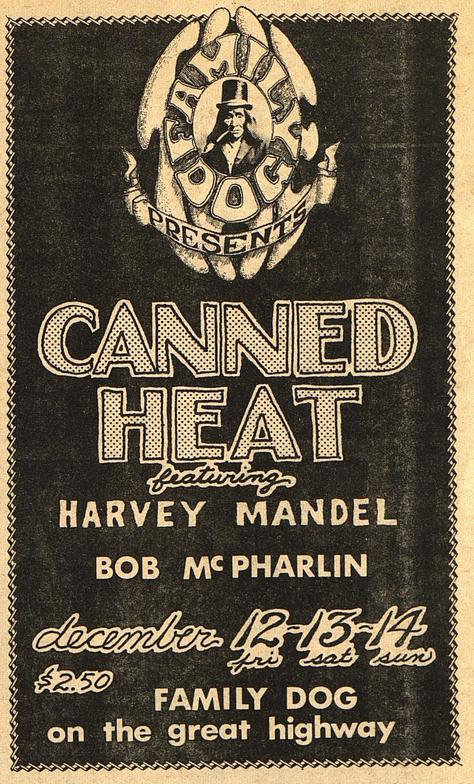 FAMILY
DOG
PRESENTS
CANNED
HEAT
featuring
HARVEY MANDEL
BOB McPHARLIN
december 12-13-14
fri sat sun
$2.50
FAMILY DOG
on the great highway